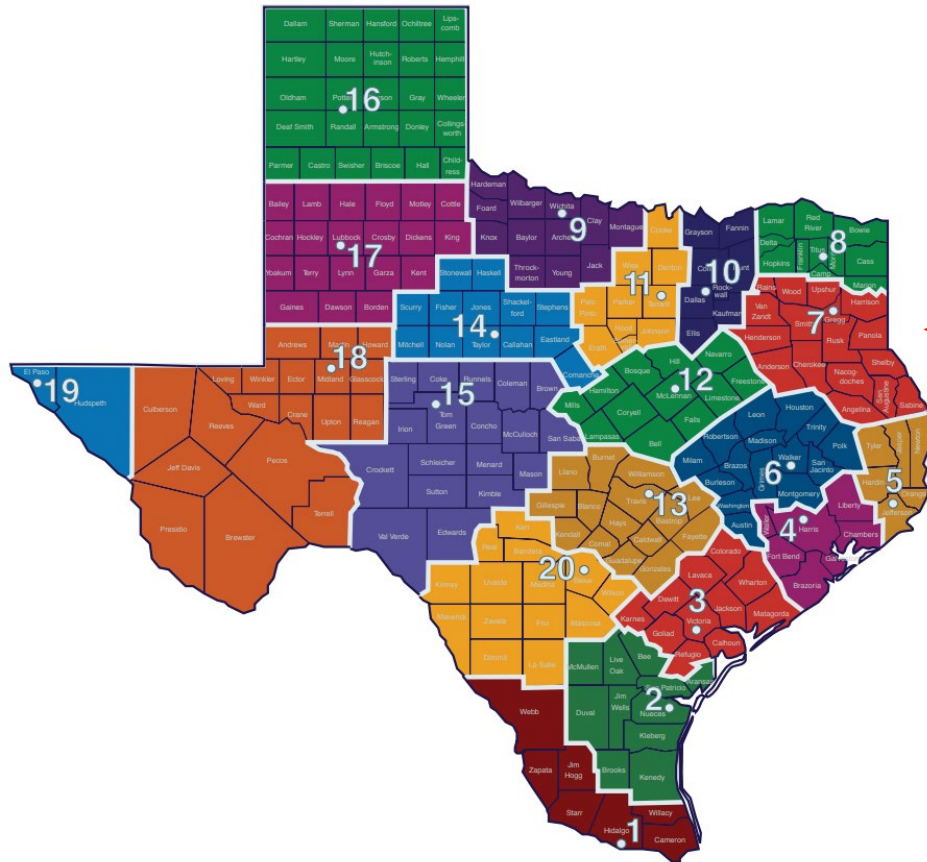 Dallam Sherman Hansford Ochiltree Lips-
comb
Hartley Moore Hutch-
inson Roberts Hemphill
Oldham Potter Gray Wheeler
16
Deaf Smith Randall Armstrong Donley Collings
worth
Parmer Castro Swisher Briscoe Hall Child-
ress
Bailey Lamb Hale Floyd Motley Cottle
Cochran Hockley Lubbock Crosby Dickens King
17
Yoakum Terry Lynn Garza Kent
Gaines Dawson Borden
Hardeman
Foard Wilbarger Wichita
Clay
Montague
9
Knox Baylor Archer
Throck-
morton Young Jack
Cooke
Wise Denton
11
Palo
Pinto Parker Tarrant
Hood
Erath Johnson
Grayson Fannin
10
Dallas Rock-
wall
Kaufman
Ellis
Lamar Red
River Bowie
Delta
Hopkins Franklin Titus
8
Camp Cass
Marion
Rains Wood Upshur Harrison
Van
Zandt Smith Gregg
7
Henderson Rusk Panola
Anderson Cherokee Shelby
Nacog-
doches San
Augustine
Angelina Sabine
Stonewall Haskell
Scurry Fisher Jones Shackel-
ford Stephens
14
Mitchell Nolan Taylor Callahan Eastland
Comanche
Andrews Martin Howard
18
Loving Winkler Ector Midland Glasscock
Ward Crane Upton Reagan
Culberson Reeves
Jeff Davis Pecos
Presidio Brewster Terrell
El Paso
19
Hudspeth
Sterling Coke Runnels Coleman Brown
15
Irion Tom
Green Concho McCulloch San Saba
Crockett Schleicher Menard Mason
Sutton Kimble
Val Verde Edwards
Hill Navarro
Bosque Freestone
12
Hamilton McLennan Limestone
Mills Coryell Falls
Lampasas Bell
Leon Houston
Robertson Madison Trinity
Milam Walker Polk
6
Brazos Grimes San
Jacinto
Burleson Montgomery
Washington
Austin
Tyler Jasper Newton
5
Hardin Orange
Jefferson
Liberty
4
Waller Harris Chambers
Fort Bend
Brazoria
Burnet
Llano Williamson
13
Gillespie Blanco Travis Lee
Hays Bastrop
Kendall Comal Caldwell Fayette
Guadalupe
Gonzales
Colorado
Lavaca Wharton
3
Dewitt Jackson Matagorda
Karnes Victoria
Goliad Calhoun
Refugio
Kerr
Real Bandera
20
Kinney Uvalde Medina Bexar Wilson
Maverick Zavala Frio Atascosa
Dimmit La Salle
McMullen Live
Oak Bee
Aransas
San Patricio
2
Duval Jim
Wells Nueces
Kleberg
Brooks Kenedy
Webb
Zapata Jim
Hogg
Starr Willacy
1
Hidalgo Cameron